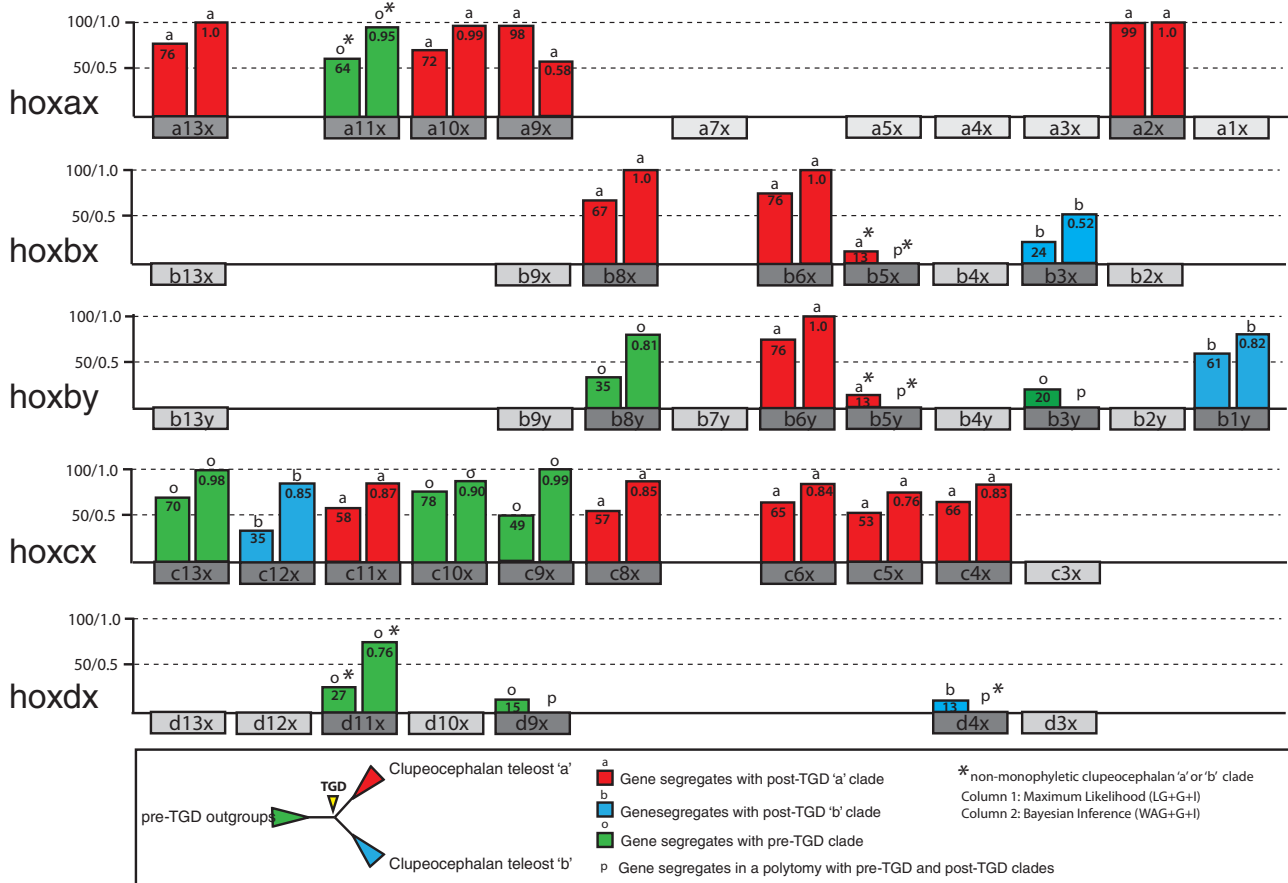 a a o* o* a a a a a a
100/1.0
50/0.5
76 1.0 64 0.95 72 0.99 98 0.58 99 1.0
hoxax
a13x a11x a10x a9x a7x a5x a4x a3x a2x a1x
a a a a a* p* b b
100/1.0
50/0.5
67 1.0 76 1.0 13 24 0.52
hoxbx
b13x b9x b8x b6x b5x b4x b3x b2x
o o a a a* p* o p b b
100/1.0
50/0.5
35 0.81 76 1.0 13 20 61 0.82
hoxby
b13y b9y b8y b7y b6y b5y b4y b3y b2y b1y
o o b b a a o o o o a a a a a a a a
100/1.0
50/0.5
70 0.98 35 0.85 58 0.87 78 0.90 49 0.99 57 0.85 65 0.84 53 0.76 66 0.83
hoxcx
c13x c12x c11x c10x c9x c8x c6x c5x c4x c3x
o* o* o p b p*
100/1.0
50/0.5
27 0.76 15 13
hoxdx
d13x d12x d11x d10x d9x d4x d3x
pre-TGD outgroups
TGD
Clupeocephalan teleost 'a'
Clupeocephalan teleost 'b'
a Gene segregates with post-TGD 'a' clade
b Genesegregates with post-TGD 'b' clade
o Gene segregates with pre-TGD clade
p Gene segregates in a polytomy with pre-TGD and post-TGD clades
* non-monophyletic clupeocephalan 'a' or 'b' clade
Column 1: Maximum Likelihood (LG+G+I)
Column 2: Bayesian Inference (WAG+G+I)